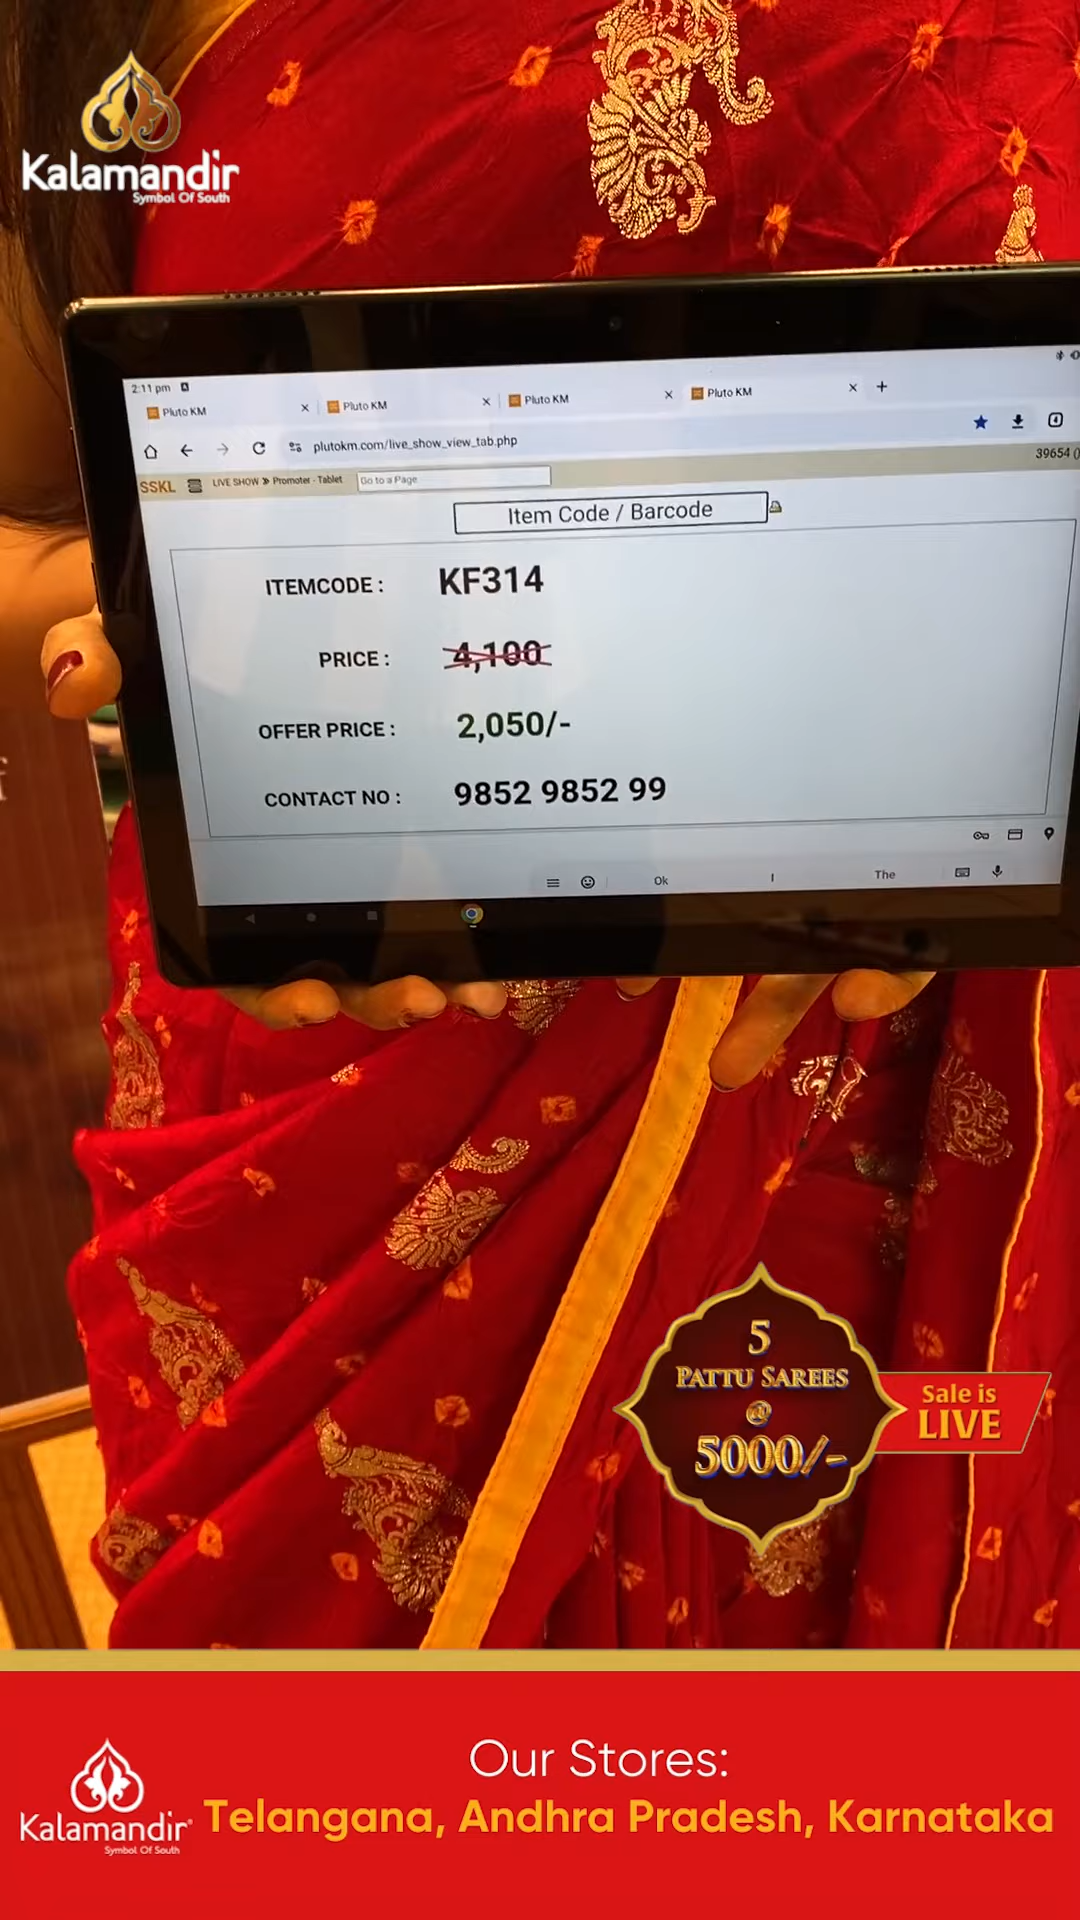 Kalamandir
Symbol Of South
2:11 pm
Pluto KM
Pluto KM
Pluto KM
Pluto KM
plutokm.com/live_show_view_tab.php
39654
SSKL
LIVE SHOW » Promoter - Tablet
Go to a Page
Item Code / Barcode
ITEMCODE : KF314
PRICE : 4,100
OFFER PRICE : 2,050/-
CONTACT NO : 9852 9852 99
Ok
I
The
5
PATTU SAREES
@
5000/-
Sale is
LIVE
Our Stores:
Kalamandir
Symbol Of South
Telangana, Andhra Pradesh, Karnataka